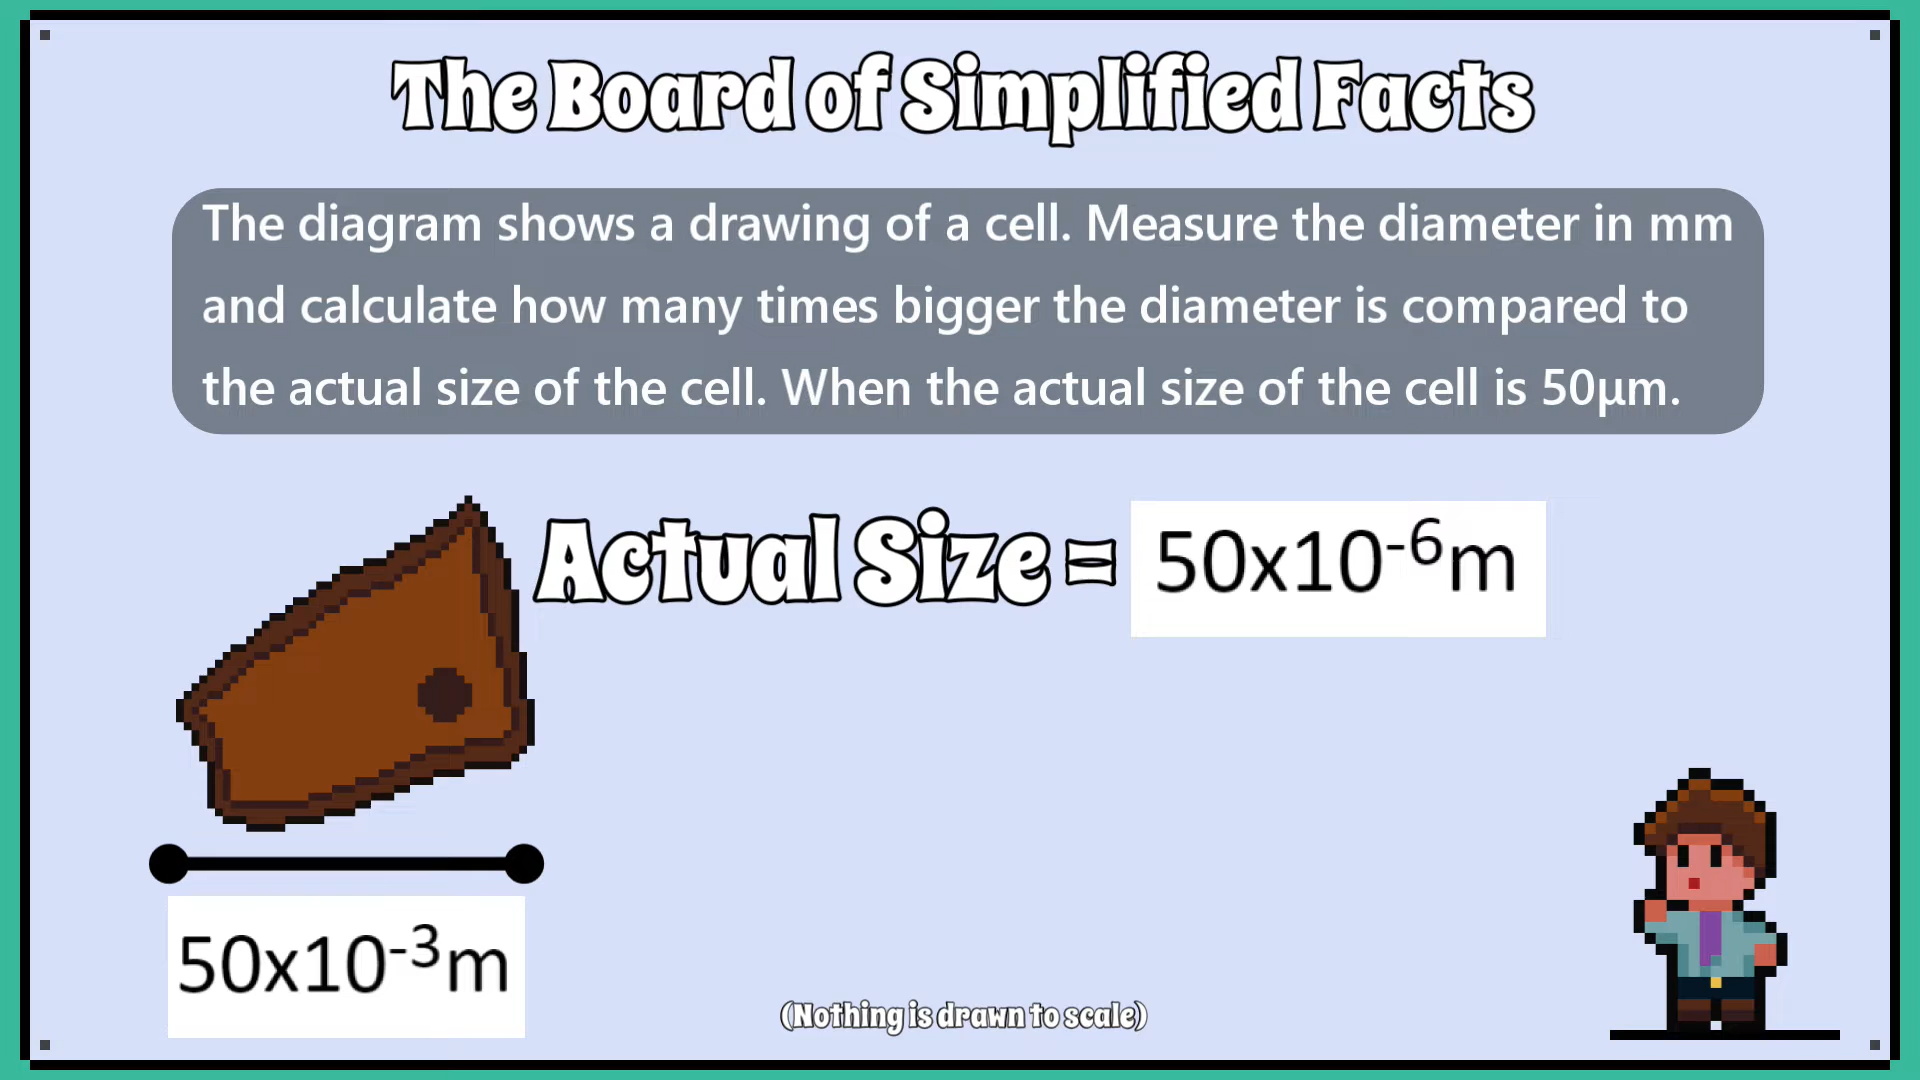 The Board of Simplified Facts
The diagram shows a drawing of a cell. Measure the diameter in mm
and calculate how many times bigger the diameter is compared to
the actual size of the cell. When the actual size of the cell is 50μm.
Actual Size = 50x10⁻⁶m
50x10⁻³m
(Nothing is drawn to scale)